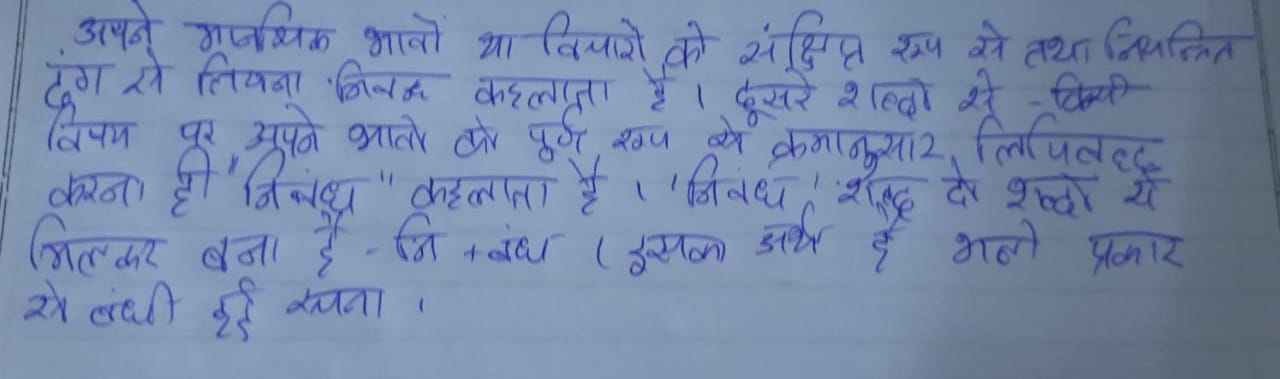 अपने मानसिक भावों या विचारों को संक्षिप्त रूप से तथा नियन्त्रित
ढंग से लिखना निबन्ध कहलाता है । दूसरे शब्दों में - किसी
विषय पर अपने भावो को पूर्ण रूप से क्रमानुसार लिपिबद्ध
करना ही "निबंध" कहलाता है । 'निबंध' शब्द दो शब्दो से
मिलकर बना है - नि + बंध । इसका अर्थ है भली प्रकार
से बंधी हुई रचना ।